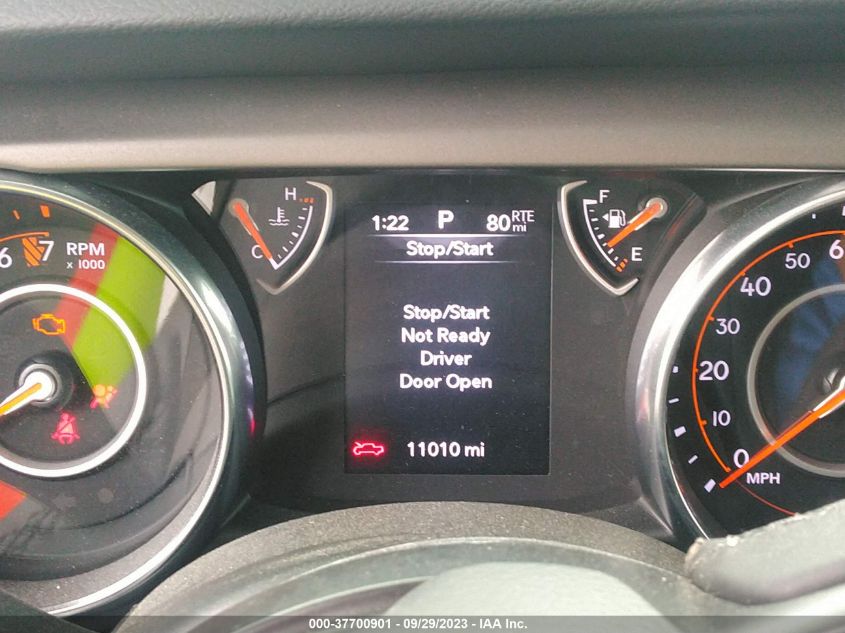 1:22 P 80 RTE mi
Stop/Start
Stop/Start
Not Ready
Driver
Door Open
11010 mi
6 7 RPM
x 1000
H
C
F
E
60
50
40
30
20
10
0
MPH
000-37700901 - 09/29/2023 - IAA Inc.